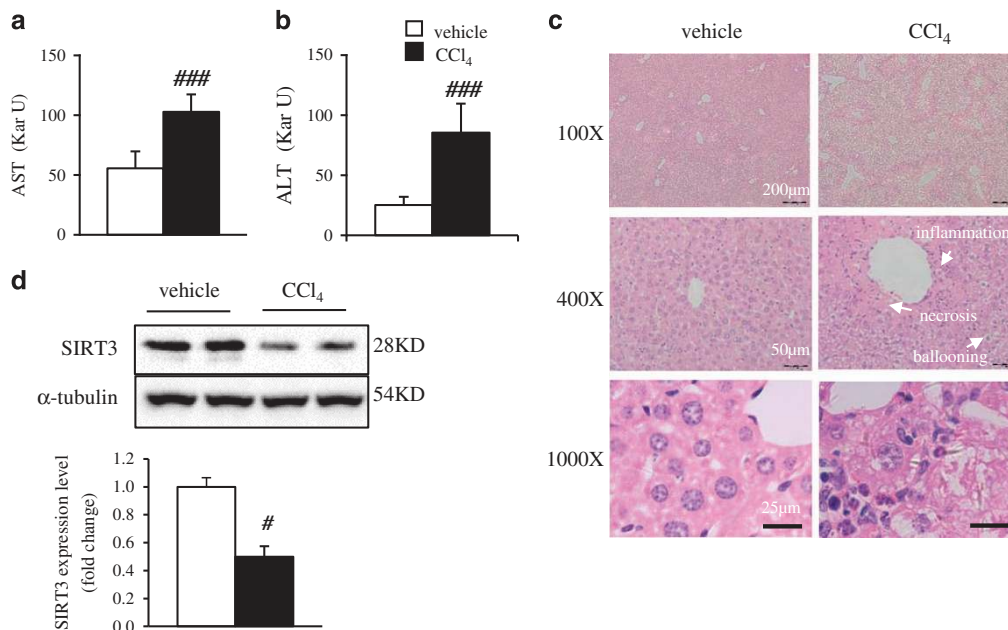 a
150
100
50
0
AST (Kar U)
###
b
vehicle
CCl4
150
100
50
0
ALT (Kar U)
###
c
vehicle
CCl4
100X
200μm
400X
50μm
inflammation
necrosis
ballooning
1000X
25μm
d
vehicle
CCl4
SIRT3
28KD
α-tubulin
54KD
SIRT3 expression level
(fold change)
1.2
1.0
0.8
0.6
0.4
0.2
0.0
#